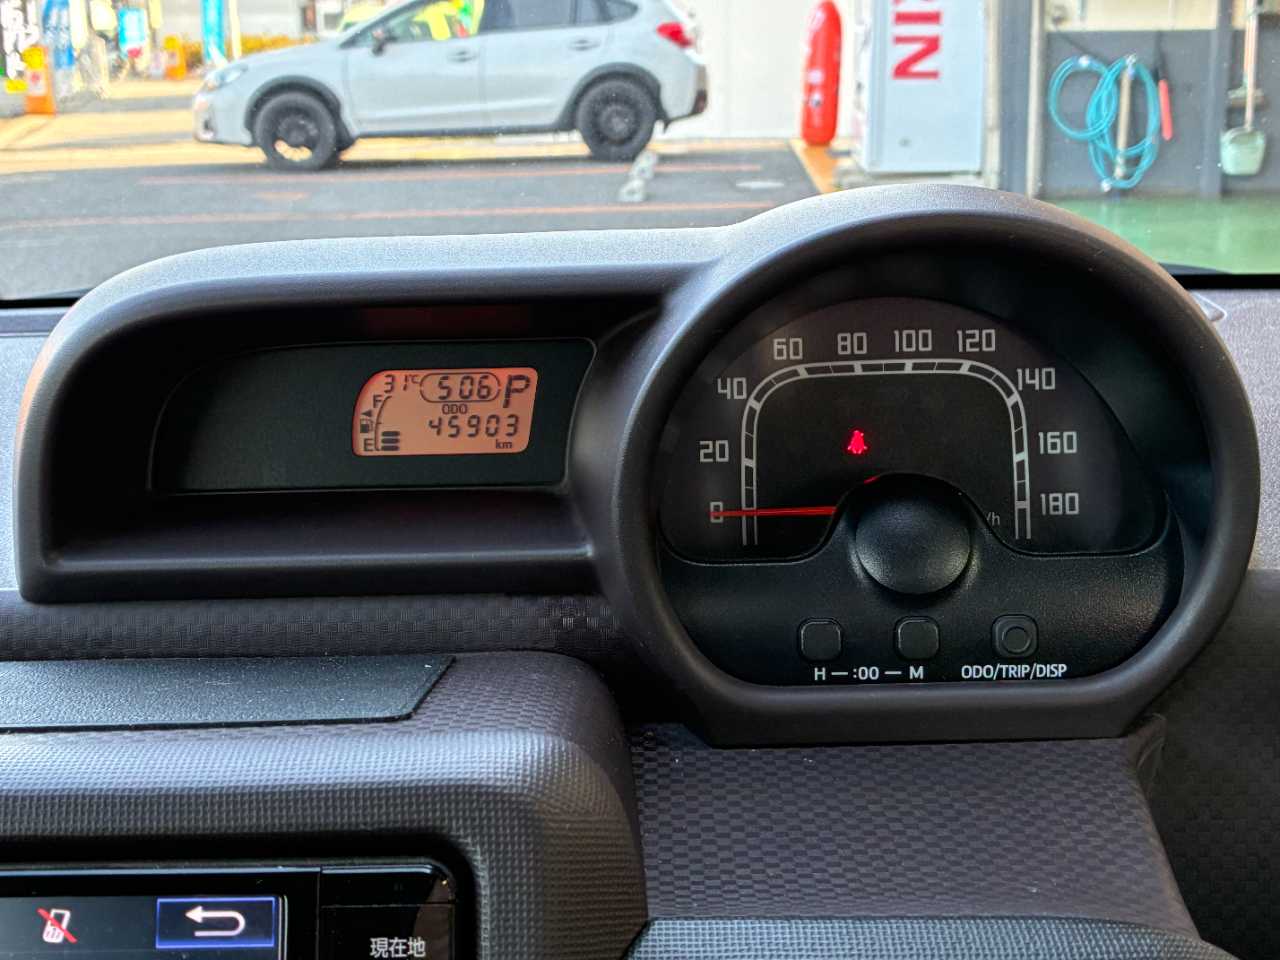 31℃ 5:06 P
F
ODO
45903
km
E
0
20
40
60
80
100
120
140
160
180
/h
H — :00 — M
ODO/TRIP/DISP
現在地